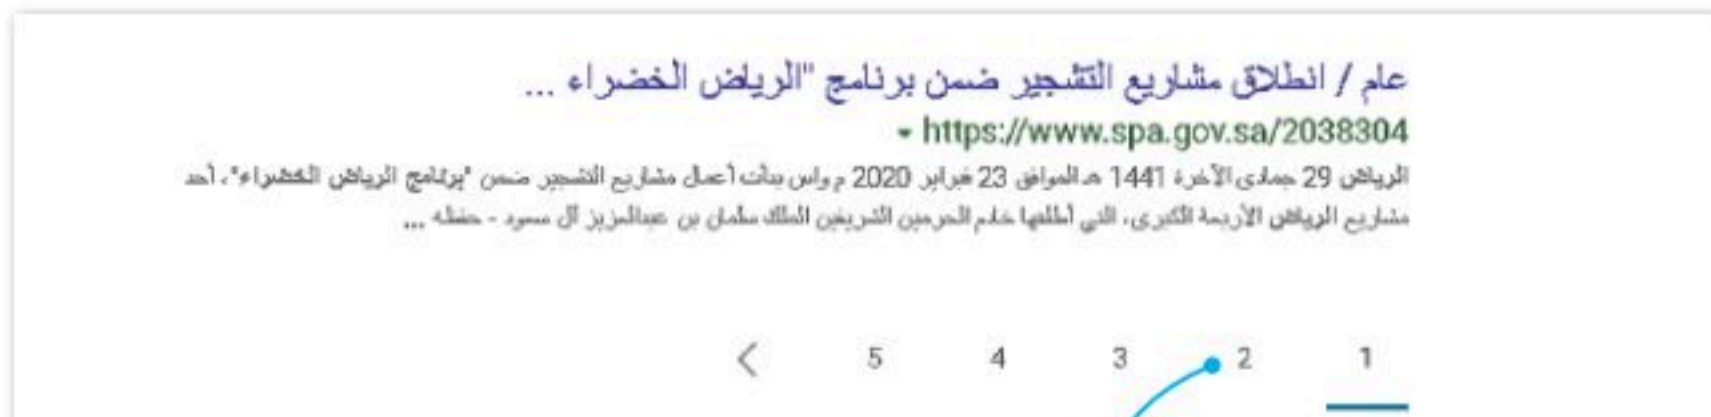 عام / انطلاق مشاريع التشجير ضمن برنامج "الرياض الخضراء ...
https://www.spa.gov.sa/2038304
الرياض 29 جمادى الآخرة 1441 هـ الموافق 23 فبراير 2020 م واس بدأت أعمال مشاريع التشجير ضمن "برنامج الرياض الخضراء"، أحد
مشاريع الرياض الأربعة الكبرى، التي أطلقها خادم الحرمين الشريفين الملك سلمان بن عبدالعزيز آل سعود - حفظه ...
1 2 3 4 5